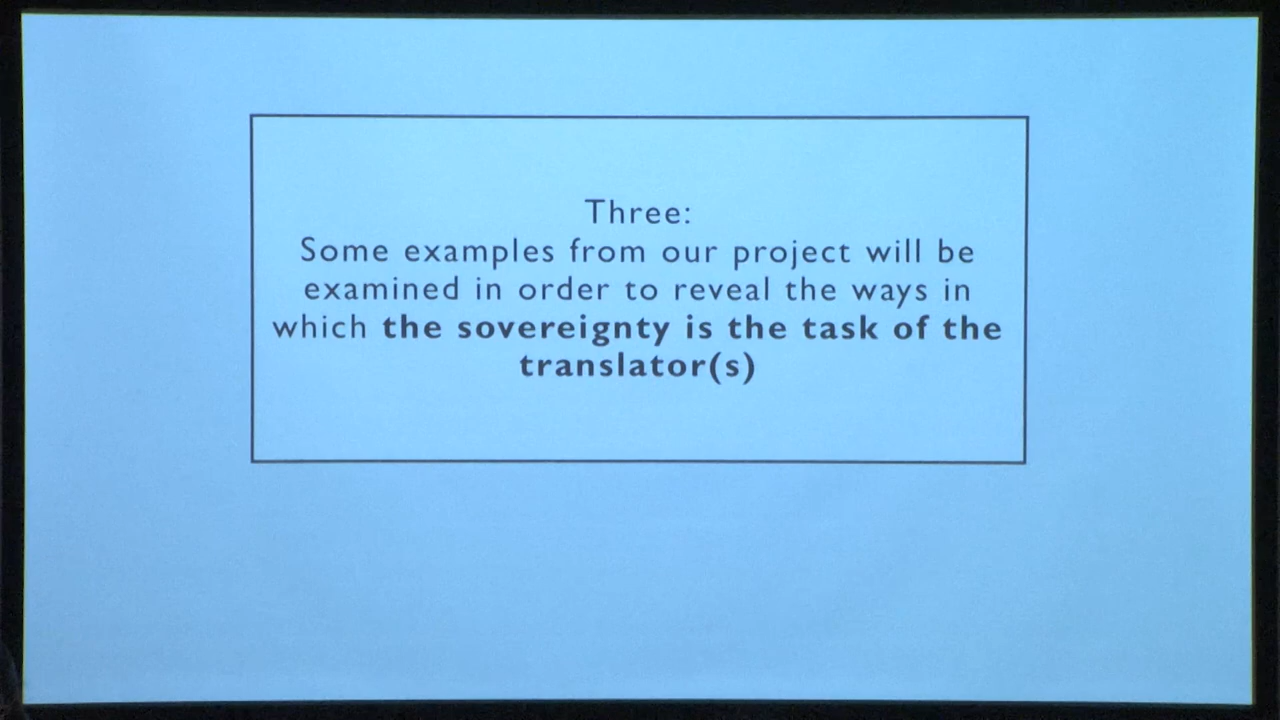 Three:
Some examples from our project will be
examined in order to reveal the ways in
which the sovereignty is the task of the
translator(s)